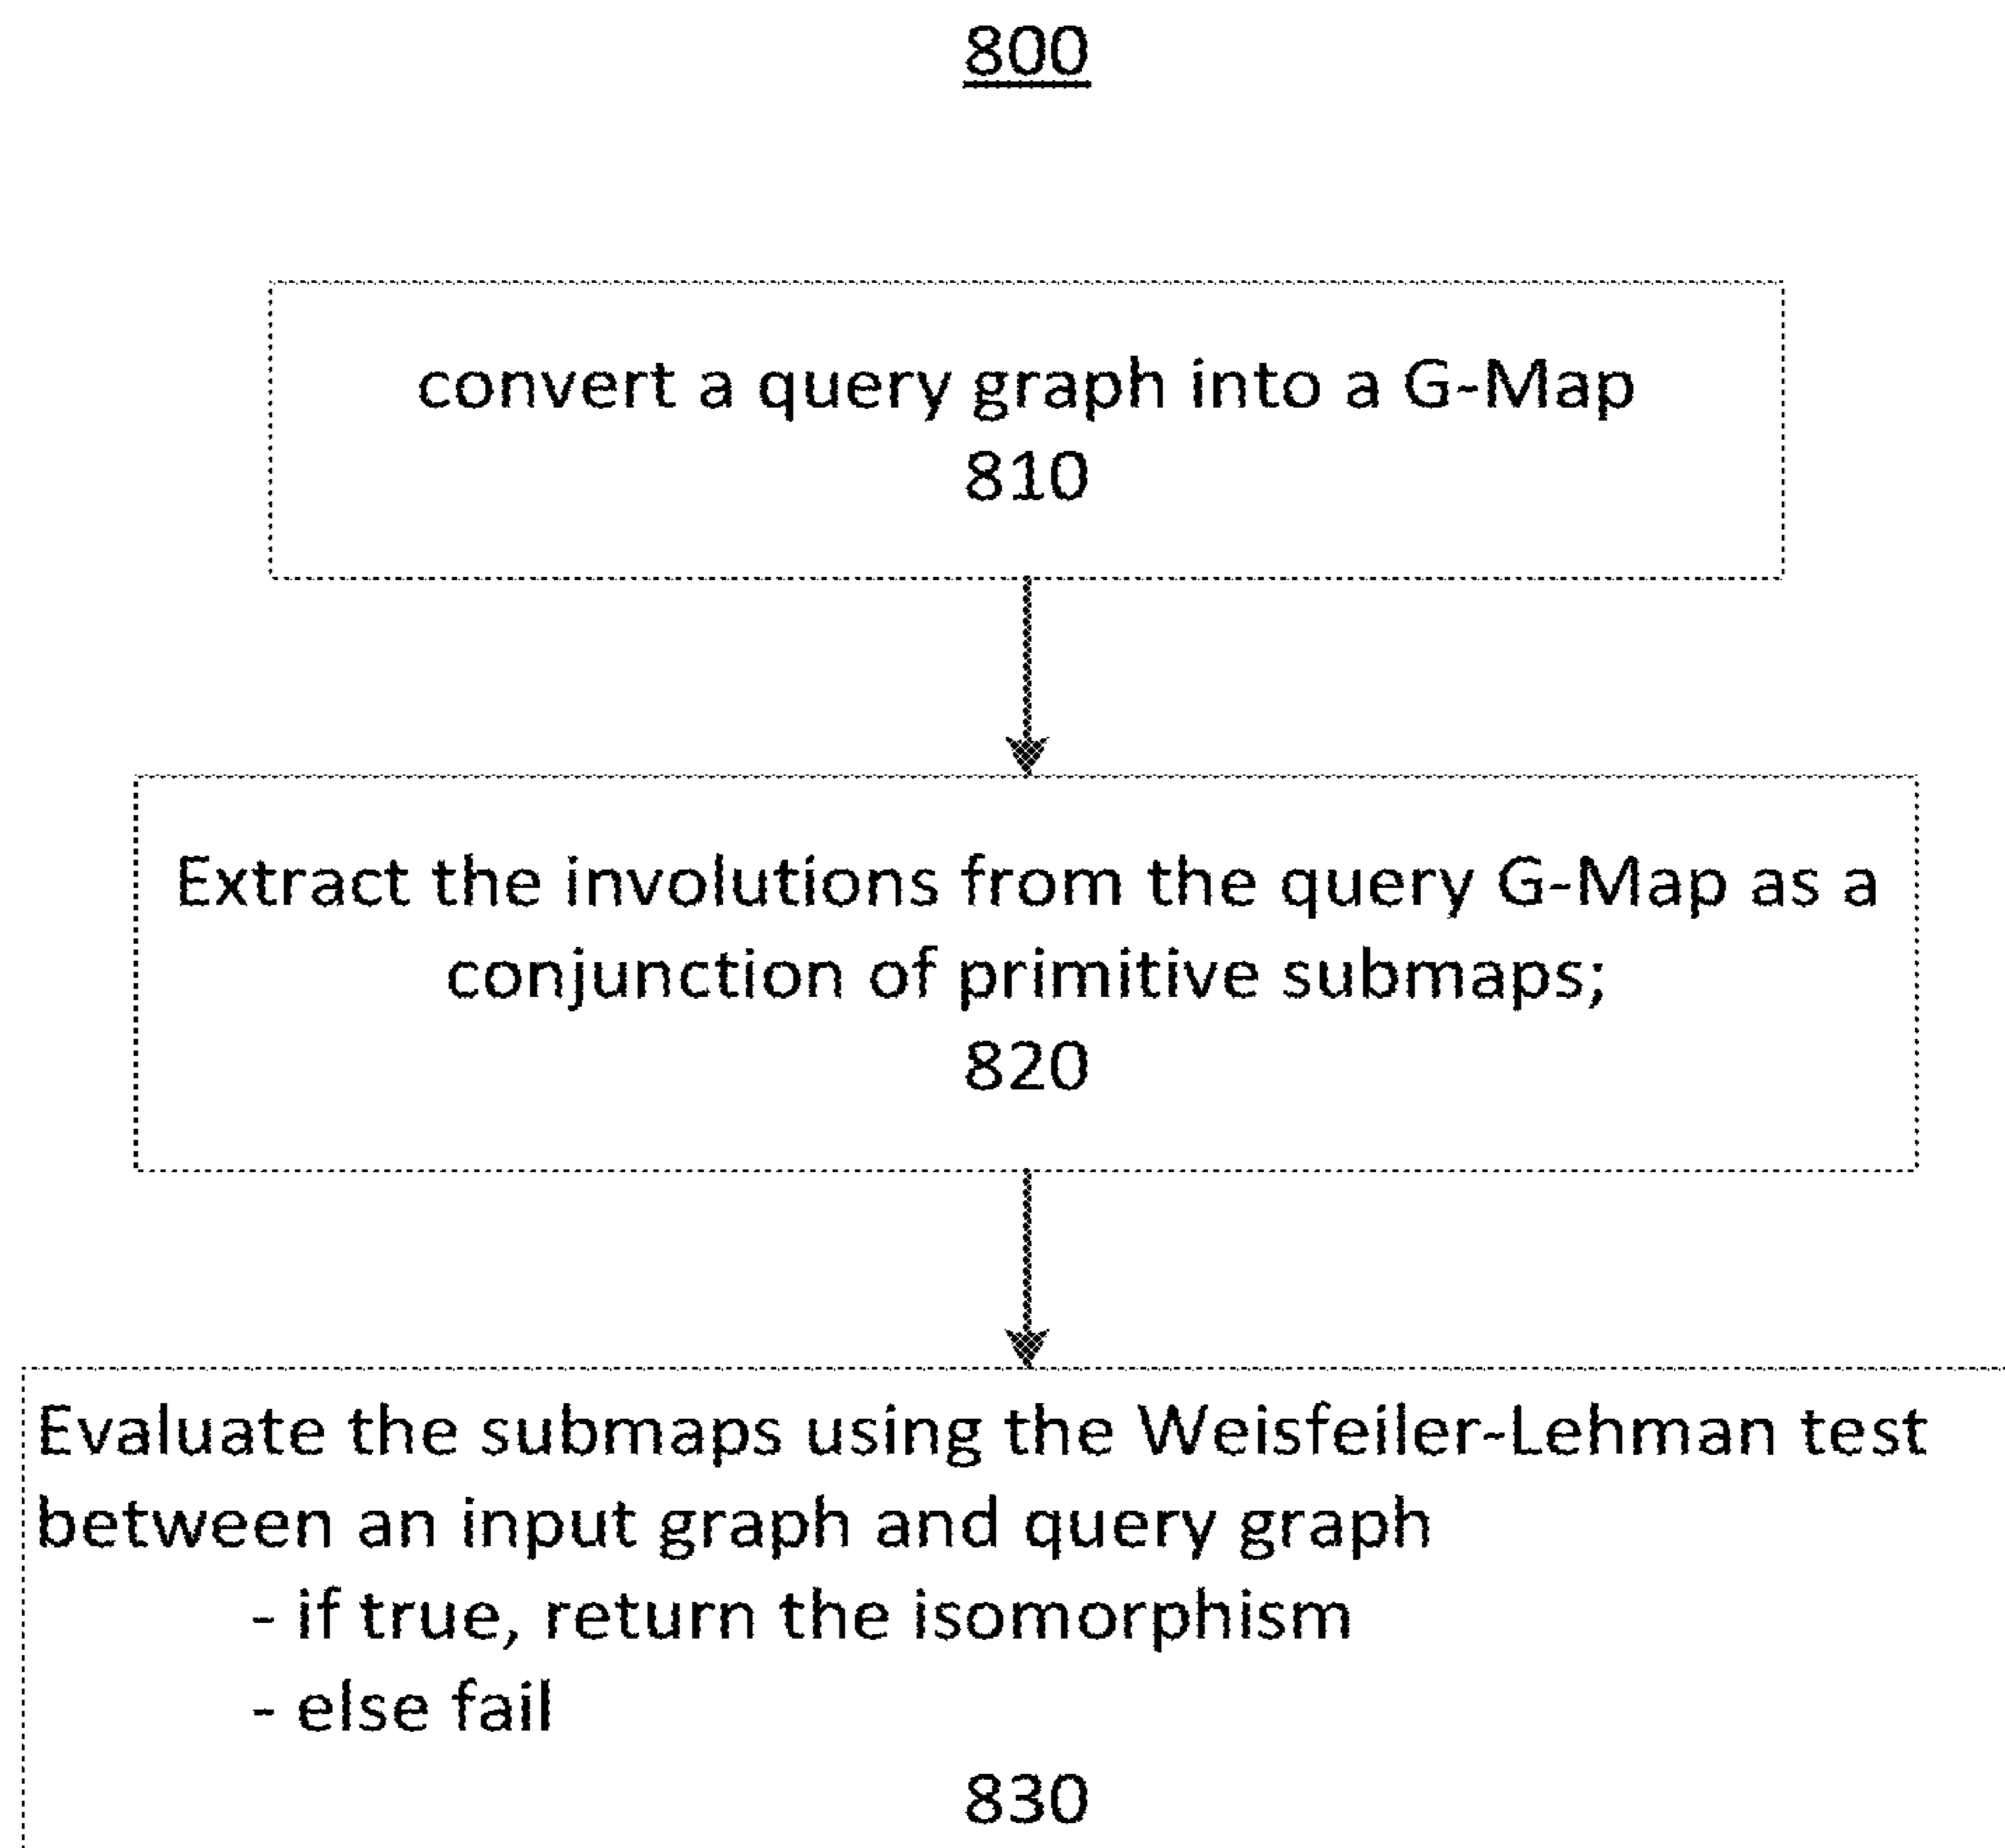 800
convert a query graph into a G-Map
810
Extract the involutions from the query G-Map as a
conjunction of primitive submaps;
820
Evaluate the submaps using the Weisfeiler-Lehman test
between an input graph and query graph
- if true, return the isomorphism
- else fail
830